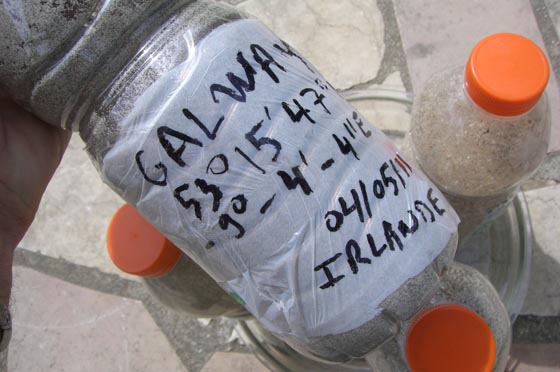 GALWAY
53° 15' 47"
-9° - 4' - 4"E
04/05/11
IRLANDE